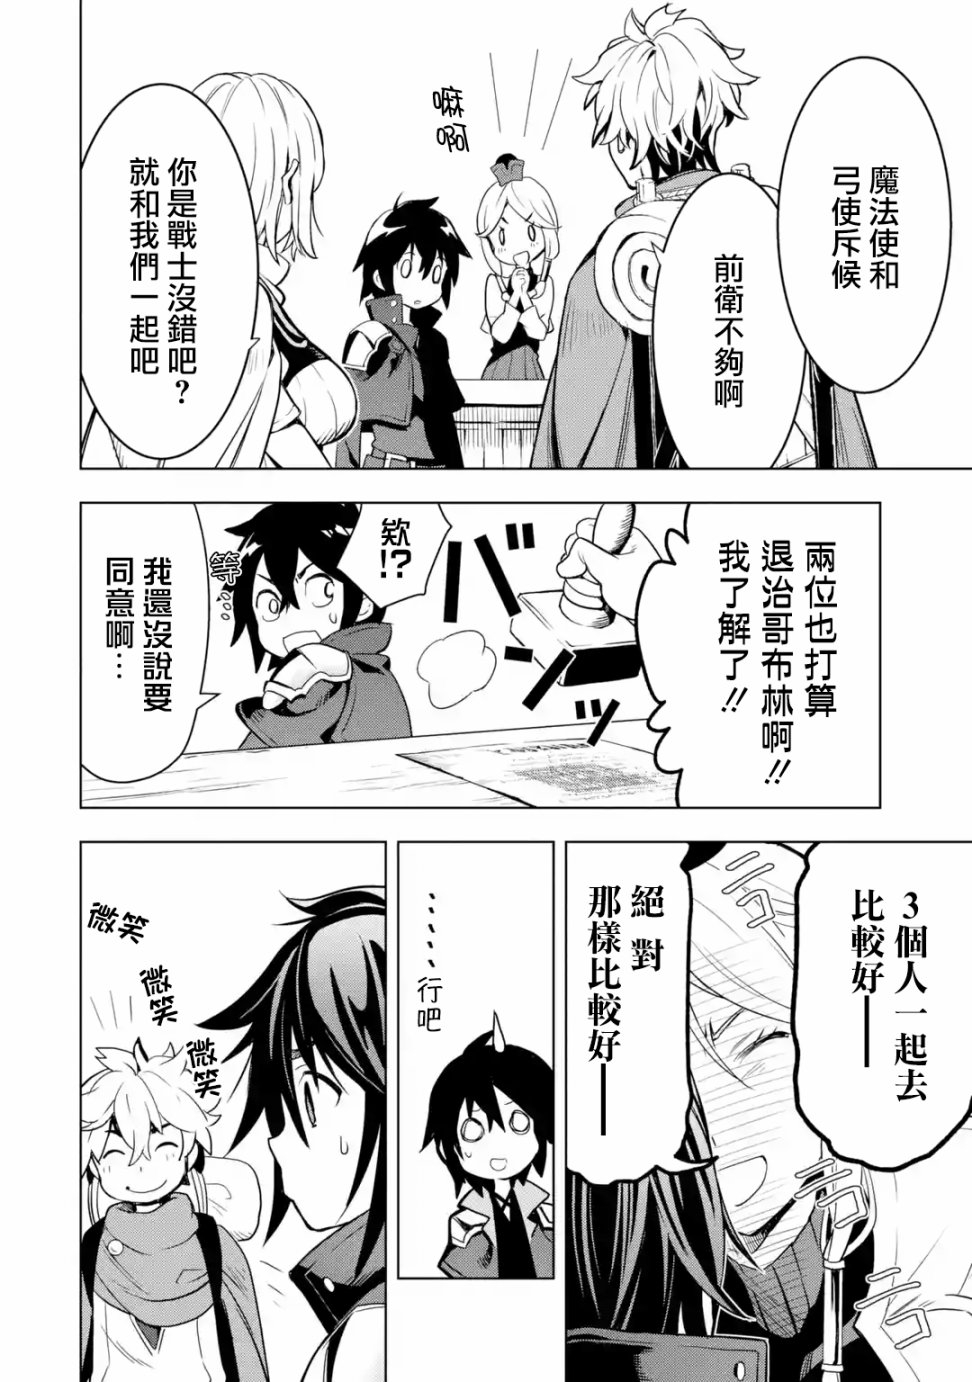 魔法使和
弓使斥候
前衛不夠啊
嘛
啊
你是戰士沒錯吧？
就和我們一起吧
兩位也打算
退治哥布林啊!!
我了解了!!
欸!?
等…
我還沒說要
同意啊…
3個人一起去
比較好──
絕對
那樣比較好──
ニコ
ニコ
……行吧
微笑
微笑
微笑